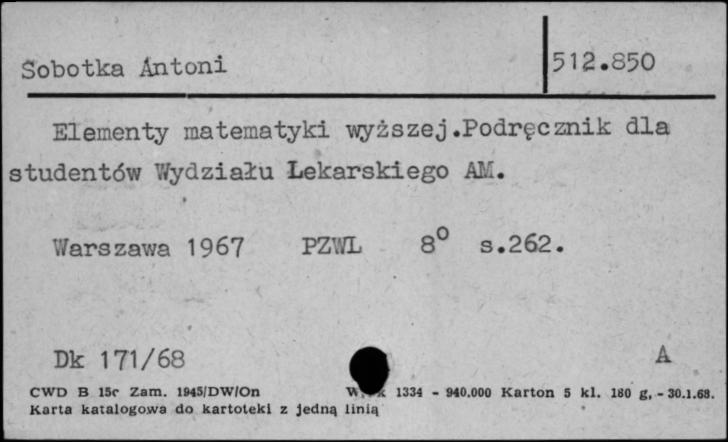 Sobotka Antoni
512.850
Elementy matematyki wyższej.Podręcznik dla
studentów Wydziału Lekarskiego AM.
Warszawa 1967 PZWL 8° s.262.
Dk 171/68 A
CWD B 15c Zam. 1945/DW/On 1334 - 940.000 Karton 5 kl. 180 g, - 30.1.68.
Karta katalogowa do kartoteki z jedną linią